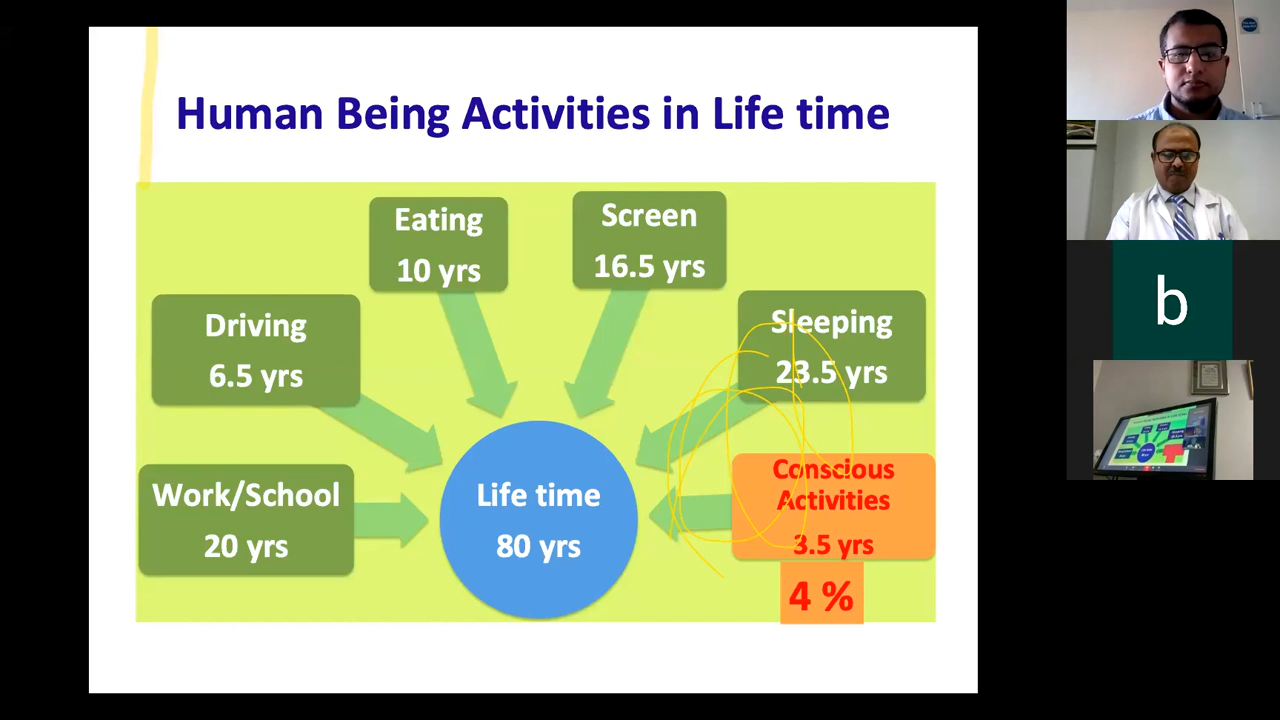 Human Being Activities in Life time
Eating
10 yrs
Screen
16.5 yrs
Driving
6.5 yrs
Sleeping
23.5 yrs
Work/School
20 yrs
Life time
80 yrs
Conscious
Activities
3.5 yrs
4 %
b